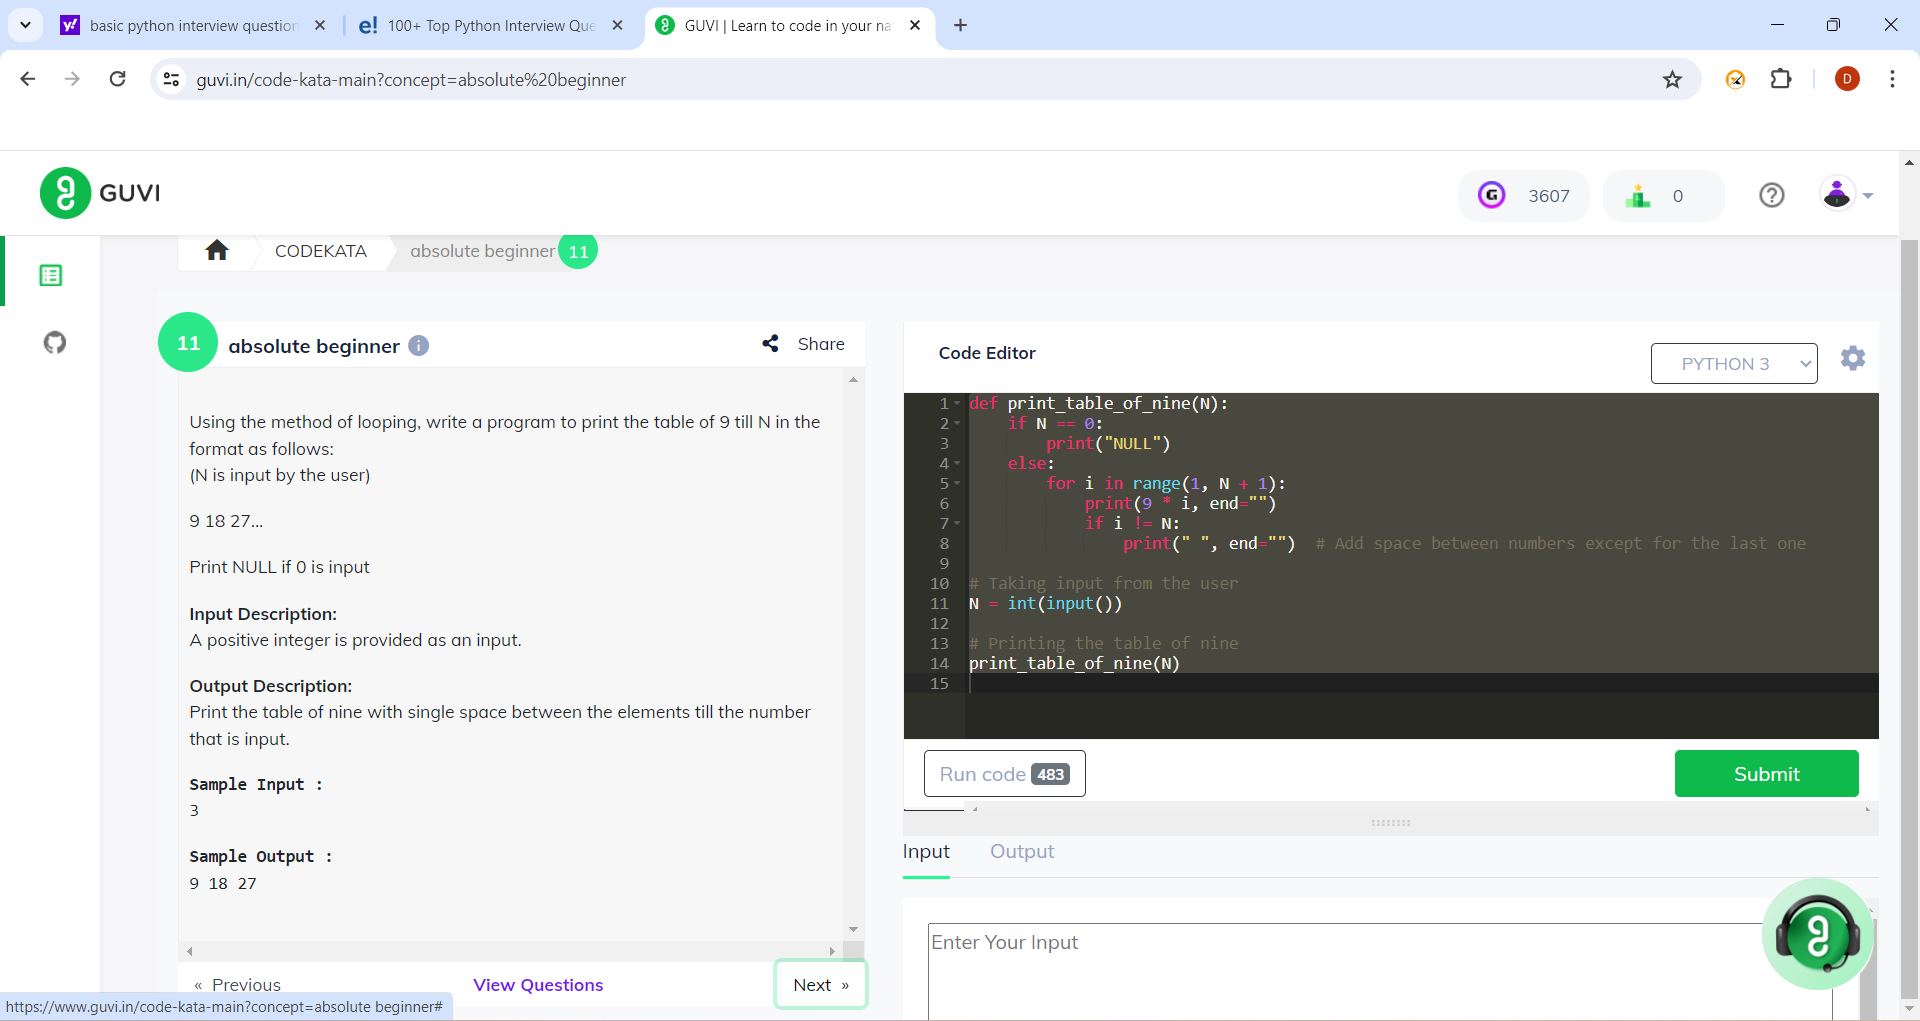 basic python interview question
100+ Top Python Interview Que
GUVI | Learn to code in your na
guvi.in/code-kata-main?concept=absolute%20beginner
D
GUVI
G 3607
0
CODEKATA
absolute beginner 11
11 absolute beginner
Share
Using the method of looping, write a program to print the table of 9 till N in the
format as follows:
(N is input by the user)
9 18 27...
Print NULL if 0 is input
Input Description:
A positive integer is provided as an input.
Output Description:
Print the table of nine with single space between the elements till the number
that is input.
Sample Input :
3
Sample Output :
9 18 27
« Previous
View Questions
Next »
https://www.guvi.in/code-kata-main?concept=absolute beginner#
Code Editor
PYTHON 3
1 def print_table_of_nine(N):
2     if N == 0:
3         print("NULL")
4     else:
5         for i in range(1, N + 1):
6             print(9 * i, end="")
7             if i != N:
8                 print(" ", end="")  # Add space between numbers except for the last one
9
10 # Taking input from the user
11 N = int(input())
12
13 # Printing the table of nine
14 print_table_of_nine(N)
15
Run code 483
Submit
Input
Output
Enter Your Input